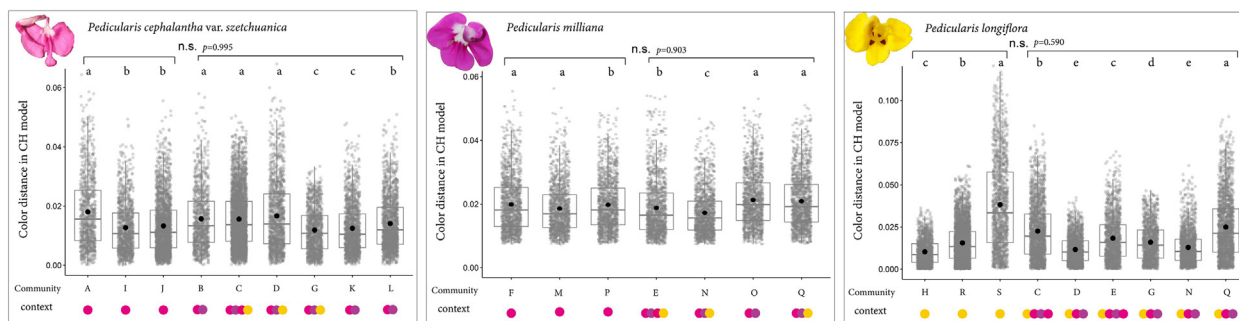 Pedicularis cephalantha var. szetchuanica
n.s. p=0.995
a b b a a a c c b
Color distance in CH model
0.06
0.04
0.02
0.00
Community A I J B C D G K L
context
Pedicularis milliana
n.s. p=0.903
a a b b c a a
Color distance in CH model
0.06
0.04
0.02
0.00
Community F M P E N O Q
context
Pedicularis longiflora
n.s. p=0.590
c b a b e c d e a
Color distance in CH model
0.100
0.075
0.050
0.025
0.000
Community H R S C D E G N Q
context